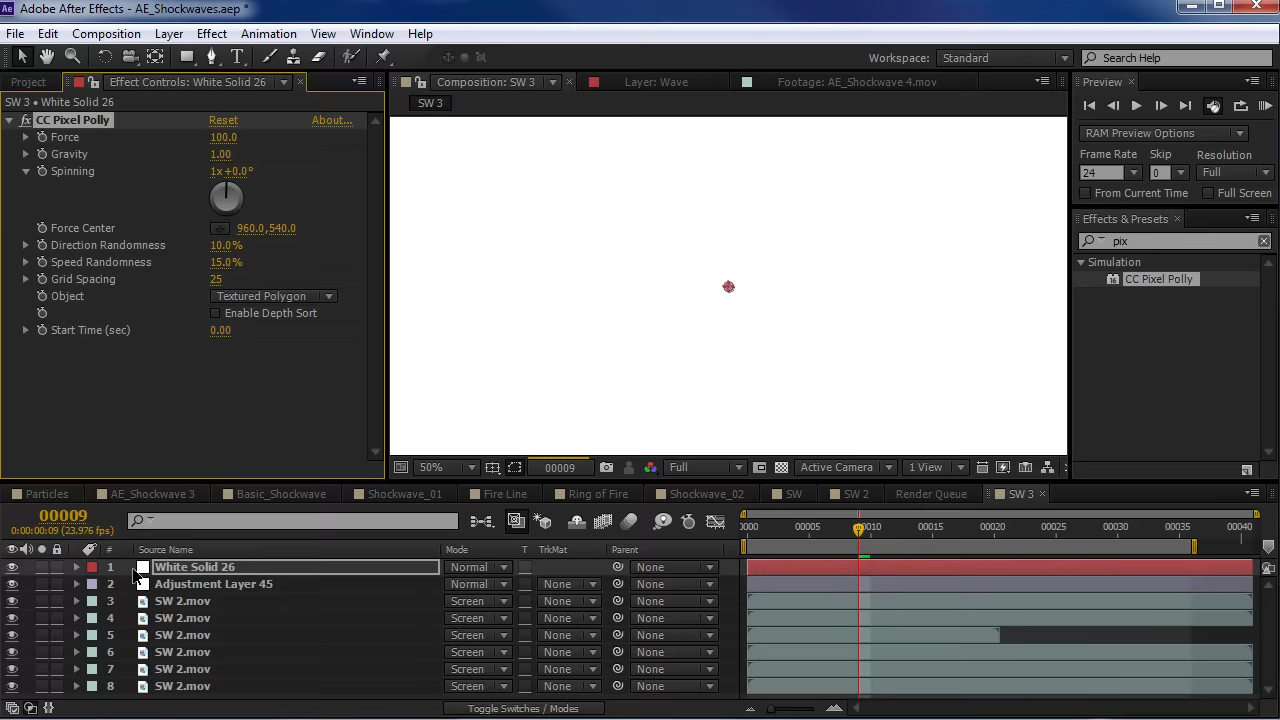 Ae Adobe After Effects - AE_Shockwaves.aep *
File Edit Composition Layer Effect Animation View Window Help
Workspace: Standard Search Help
Project Effect Controls: White Solid 26 Composition: SW 3 Layer: Wave Footage: AE_Shockwave 4.mov Preview
SW 3 • White Solid 26 SW 3
fx CC Pixel Polly Reset About...
Force 100.0
Gravity 1.00
Spinning 1x+0.0°
Force Center 960.0,540.0
Direction Randomness 10.0%
Speed Randomness 15.0%
Grid Spacing 25
Object Textured Polygon
Enable Depth Sort
Start Time (sec) 0.00
RAM Preview Options
Frame Rate Skip Resolution
24 0 Full
From Current Time Full Screen
Effects & Presets
pix
Simulation
16 CC Pixel Polly
50% 00009 Full Active Camera 1 View
Particles AE_Shockwave 3 Basic_Shockwave Shockwave_01 Fire Line Ring of Fire Shockwave_02 SW SW 2 Render Queue SW 3
00009
0:00:00:09 (23.976 fps)
0000 00005 00010 00015 00020 00025 00030 00035 00040
# Source Name Mode T TrkMat Parent
1 White Solid 26 Normal None
2 Adjustment Layer 45 Normal None None
3 SW 2.mov Screen None None
4 SW 2.mov Screen None None
5 SW 2.mov Screen None None
6 SW 2.mov Screen None None
7 SW 2.mov Screen None None
8 SW 2.mov Screen None None
Toggle Switches / Modes